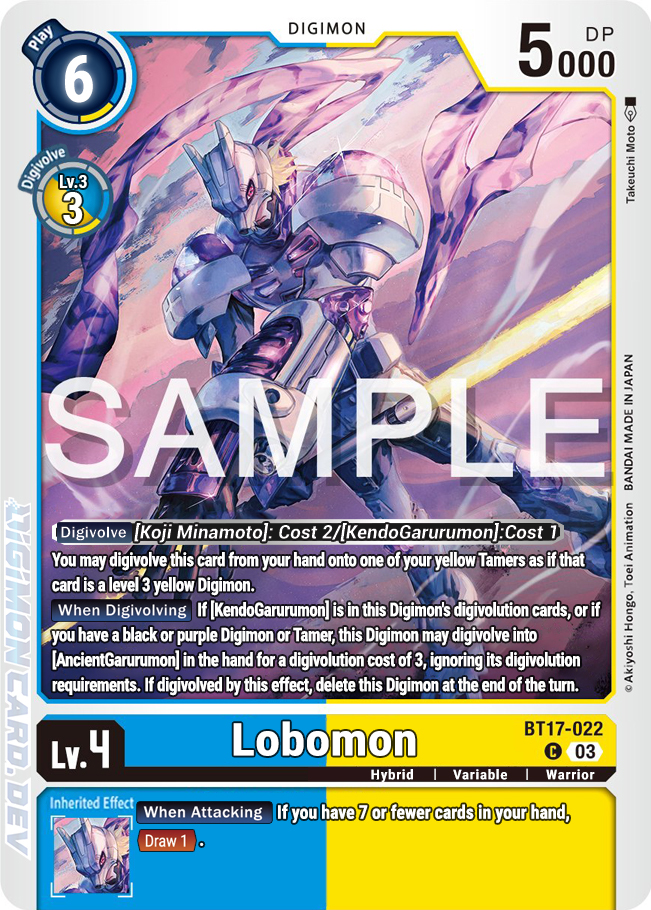 DIGIMON
Play
6
5000
DP
Digivolve
Lv.3
3
Takeuchi Moto
SAMPLE
Digivolve [Koji Minamoto]: Cost 2/[KendoGarurumon]:Cost 1
You may digivolve this card from your hand onto one of your yellow Tamers as if that
card is a level 3 yellow Digimon.
When Digivolving If [KendoGarurumon] is in this Digimon's digivolution cards, or if
you have a black or purple Digimon or Tamer, this Digimon may digivolve into
[AncientGarurumon] in the hand for a digivolution cost of 3, ignoring its digivolution
requirements. If digivolved by this effect, delete this Digimon at the end of the turn.
© Akiyoshi Hongo, Toei Animation BANDAI MADE IN JAPAN
DIGIMONCARD.DEV
Lv.4
Lobomon
BT17-022
C 03
Hybrid | Variable | Warrior
Inherited Effect
When Attacking If you have 7 or fewer cards in your hand,
Draw 1 .